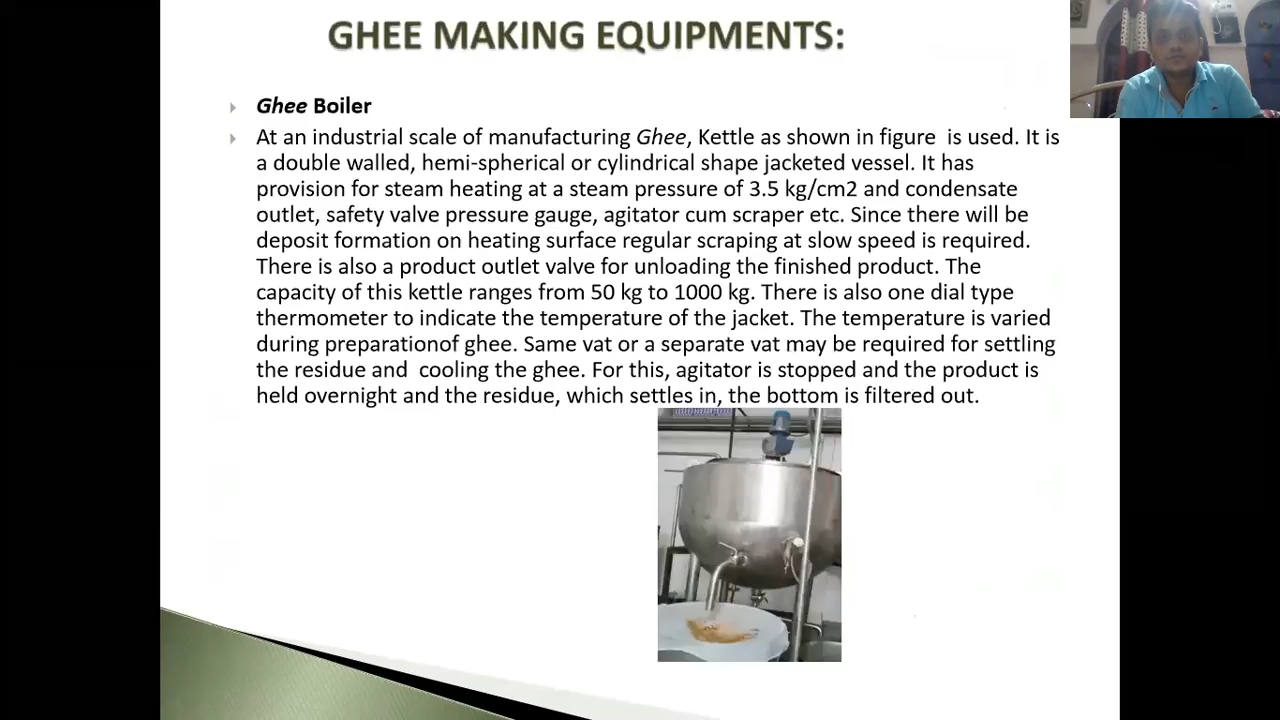 GHEE MAKING EQUIPMENTS:
Ghee Boiler
At an industrial scale of manufacturing Ghee, Kettle as shown in figure  is used. It is
a double walled, hemi-spherical or cylindrical shape jacketed vessel. It has
provision for steam heating at a steam pressure of 3.5 kg/cm2 and condensate
outlet, safety valve pressure gauge, agitator cum scraper etc. Since there will be
deposit formation on heating surface regular scraping at slow speed is required.
There is also a product outlet valve for unloading the finished product. The
capacity of this kettle ranges from 50 kg to 1000 kg. There is also one dial type
thermometer to indicate the temperature of the jacket. The temperature is varied
during preparationof ghee. Same vat or a separate vat may be required for settling
the residue and  cooling the ghee. For this, agitator is stopped and the product is
held overnight and the residue, which settles in, the bottom is filtered out.